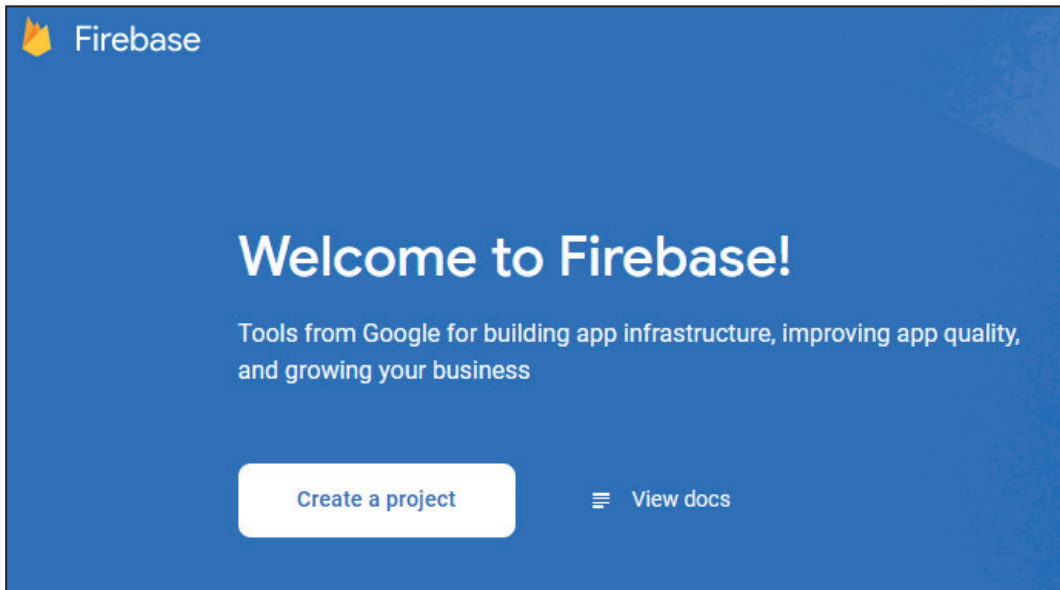 Firebase
Welcome to Firebase!
Tools from Google for building app infrastructure, improving app quality,
and growing your business
Create a project
View docs